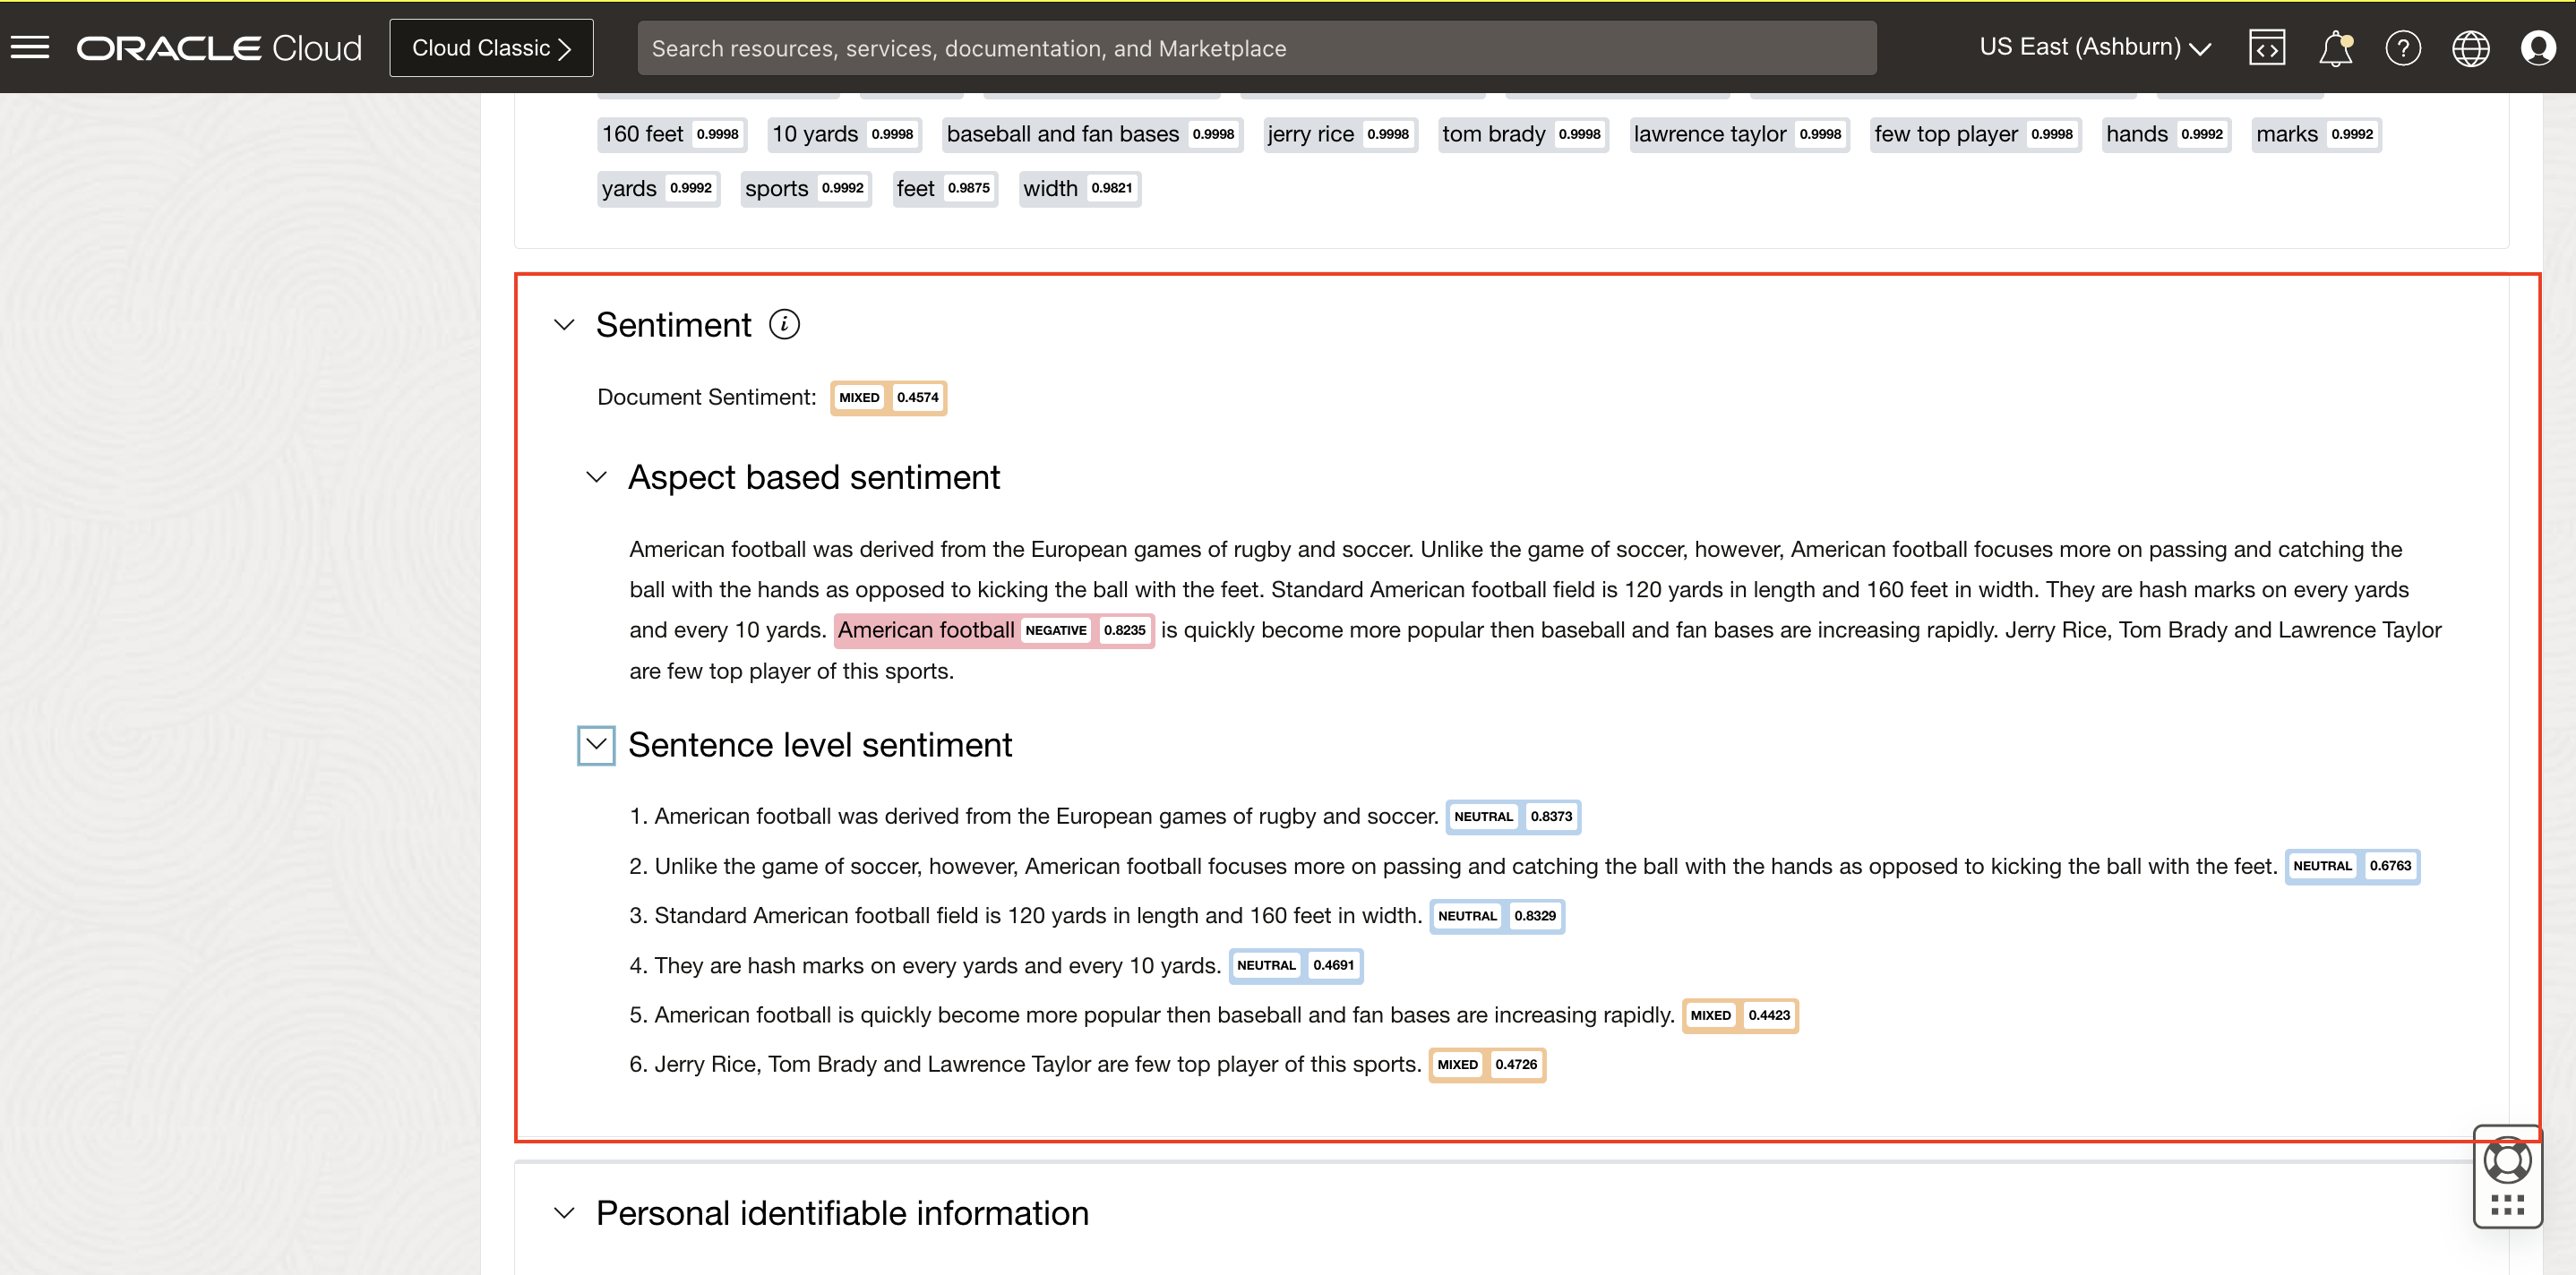 ORACLE Cloud Cloud Classic Search resources, services, documentation, and Marketplace US East (Ashburn)
160 feet 0.9998 10 yards 0.9998 baseball and fan bases 0.9998 jerry rice 0.9998 tom brady 0.9998 lawrence taylor 0.9998 few top player 0.9998 hands 0.9992 marks 0.9992
yards 0.9992 sports 0.9992 feet 0.9875 width 0.9821
Sentiment
Document Sentiment: MIXED 0.4574
Aspect based sentiment
American football was derived from the European games of rugby and soccer. Unlike the game of soccer, however, American football focuses more on passing and catching the
ball with the hands as opposed to kicking the ball with the feet. Standard American football field is 120 yards in length and 160 feet in width. They are hash marks on every yards
and every 10 yards. American football NEGATIVE 0.8235 is quickly become more popular then baseball and fan bases are increasing rapidly. Jerry Rice, Tom Brady and Lawrence Taylor
are few top player of this sports.
Sentence level sentiment
1. American football was derived from the European games of rugby and soccer. NEUTRAL 0.8373
2. Unlike the game of soccer, however, American football focuses more on passing and catching the ball with the hands as opposed to kicking the ball with the feet. NEUTRAL 0.6763
3. Standard American football field is 120 yards in length and 160 feet in width. NEUTRAL 0.8329
4. They are hash marks on every yards and every 10 yards. NEUTRAL 0.4691
5. American football is quickly become more popular then baseball and fan bases are increasing rapidly. MIXED 0.4423
6. Jerry Rice, Tom Brady and Lawrence Taylor are few top player of this sports. MIXED 0.4726
Personal identifiable information